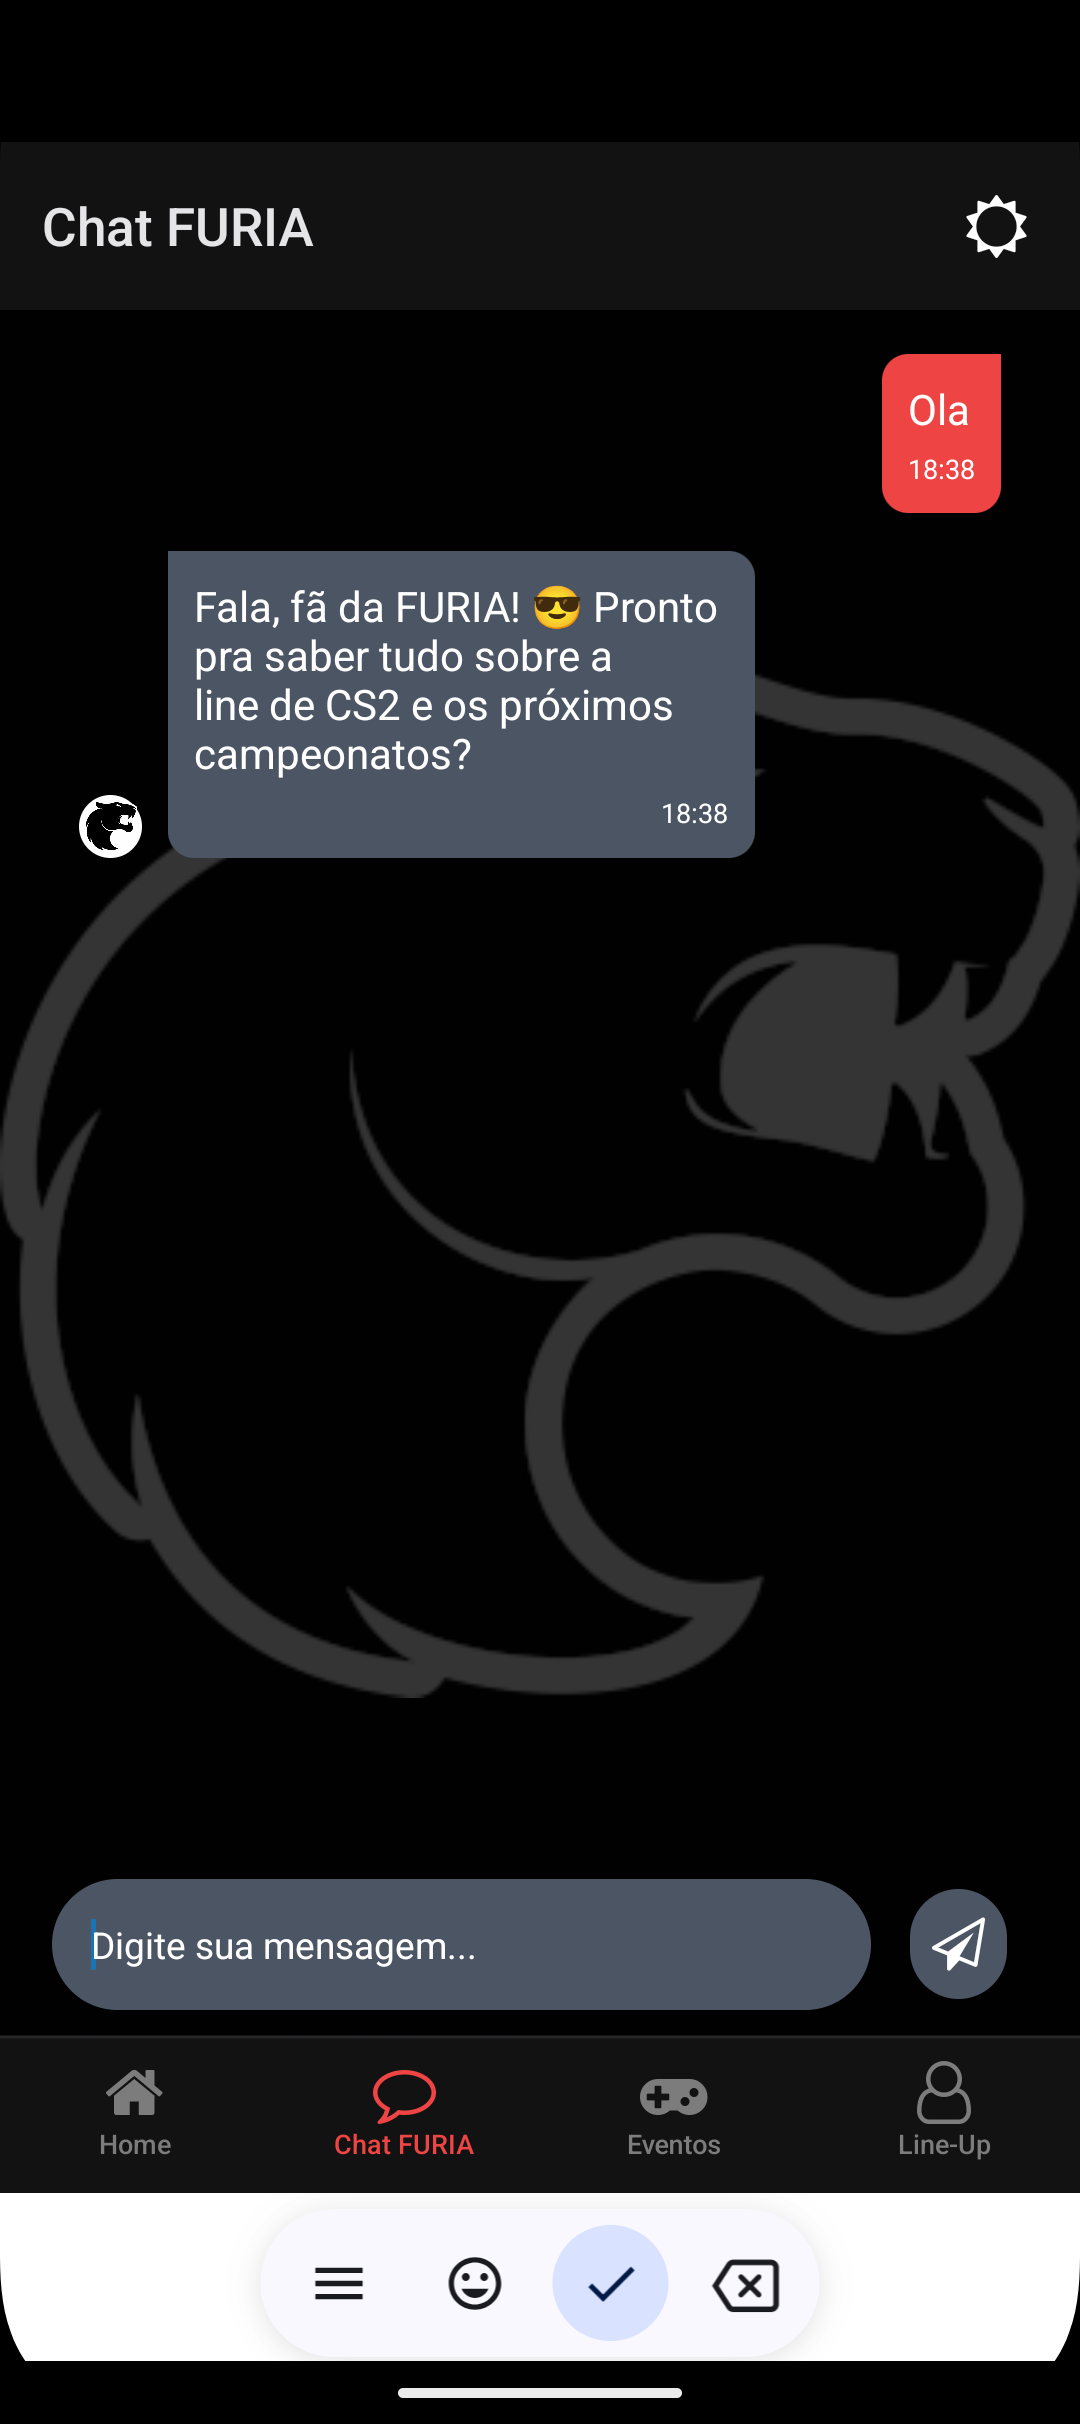 Chat FURIA
Ola
18:38
Fala, fã da FURIA! 😎 Pronto
pra saber tudo sobre a
line de CS2 e os próximos
campeonatos?
18:38
Digite sua mensagem...
Home
Chat FURIA
Eventos
Line-Up